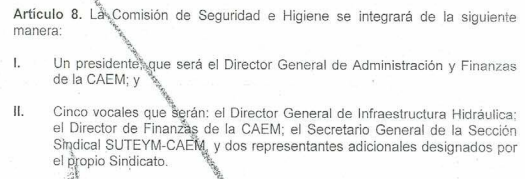 Artículo 8. La Comisión de Seguridad e Higiene se integrará de la siguiente
manera:
I. Un presidente, que será el Director General de Administración y Finanzas
de la CAEM; y
II. Cinco vocales que serán: el Director General de Infraestructura Hidráulica;
el Director de Finanzas de la CAEM; el Secretario General de la Sección
Sindical SUTEYM-CAEM, y dos representantes adicionales designados por
el propio Sindicato.